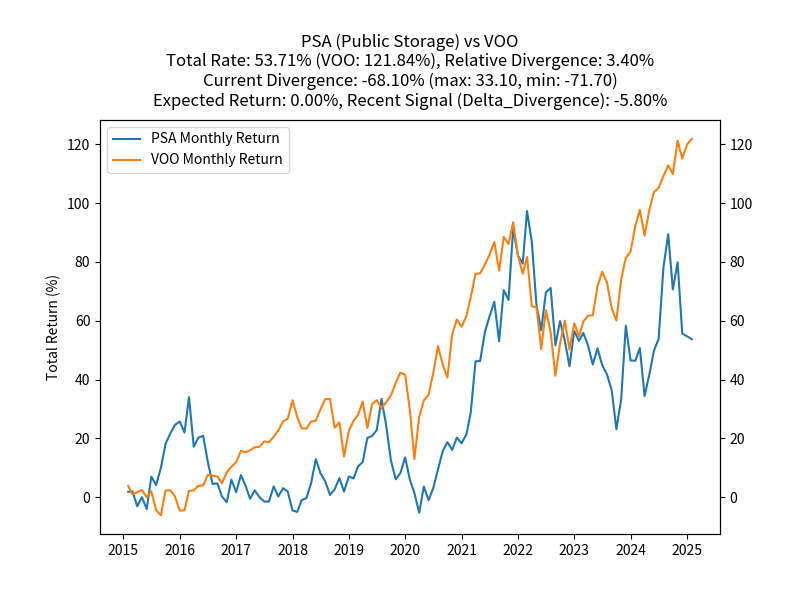 PSA (Public Storage) vs VOO
Total Rate: 53.71% (VOO: 121.84%), Relative Divergence: 3.40%
Current Divergence: -68.10% (max: 33.10, min: -71.70)
Expected Return: 0.00%, Recent Signal (Delta_Divergence): -5.80%
PSA Monthly Return
VOO Monthly Return
Total Return (%)
120 120
100 100
80 80
60 60
40 40
20 20
0 0
2015 2016 2017 2018 2019 2020 2021 2022 2023 2024 2025